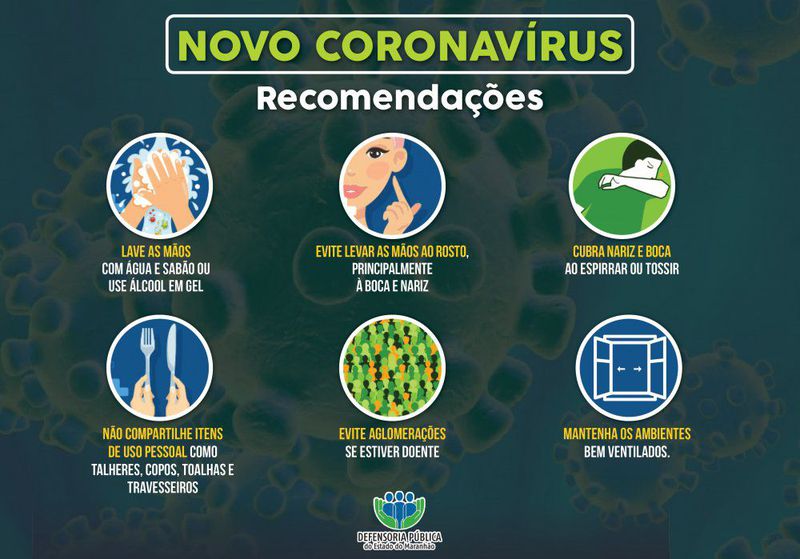 NOVO CORONAVÍRUS
Recomendações
LAVE AS MÃOS
COM ÁGUA E SABÃO OU
USE ÁLCOOL EM GEL
EVITE LEVAR AS MÃOS AO ROSTO,
PRINCIPALMENTE
À BOCA E NARIZ
CUBRA NARIZ E BOCA
AO ESPIRRAR OU TOSSIR
NÃO COMPARTILHE ITENS
DE USO PESSOAL COMO
TALHERES, COPOS, TOALHAS E
TRAVESSEIROS
EVITE AGLOMERAÇÕES
SE ESTIVER DOENTE
MANTENHA OS AMBIENTES
BEM VENTILADOS.
DEFENSORIA PÚBLICA
do Estado do Maranhão